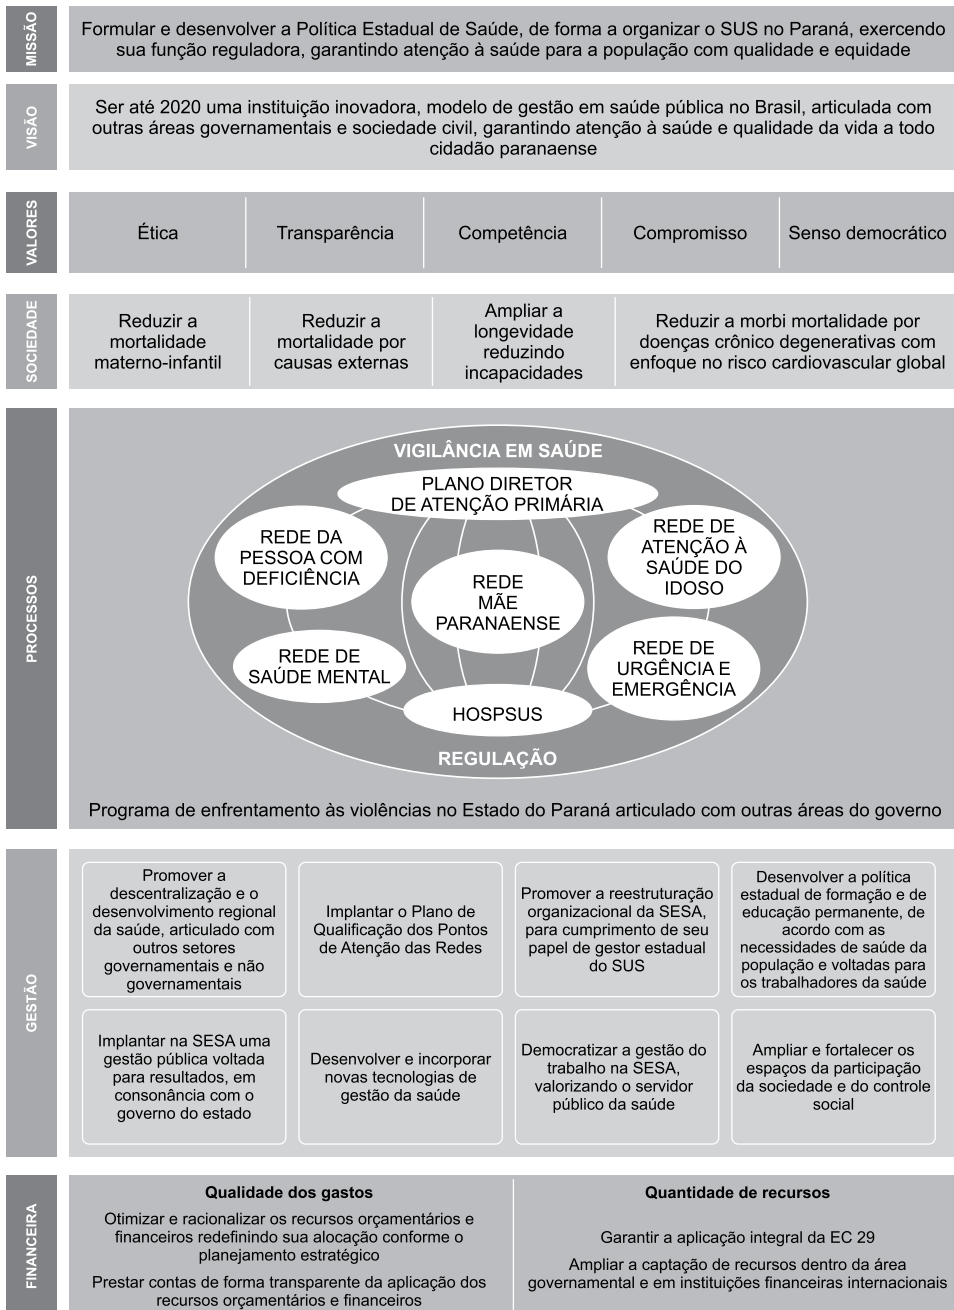 MISSÃO
Formular e desenvolver a Política Estadual de Saúde, de forma a organizar o SUS no Paraná, exercendo
sua função reguladora, garantindo atenção à saúde para a população com qualidade e equidade
VISÃO
Ser até 2020 uma instituição inovadora, modelo de gestão em saúde pública no Brasil, articulada com
outras áreas governamentais e sociedade civil, garantindo atenção à saúde e qualidade da vida a todo
cidadão paranaense
VALORES
Ética
Transparência
Competência
Compromisso
Senso democrático
SOCIEDADE
Reduzir a
mortalidade
materno-infantil
Reduzir a
mortalidade por
causas externas
Ampliar a
longevidade
reduzindo
incapacidades
Reduzir a morbi mortalidade por
doenças crônico degenerativas com
enfoque no risco cardiovascular global
PROCESSOS
VIGILÂNCIA EM SAÚDE
PLANO DIRETOR
DE ATENÇÃO PRIMÁRIA
REDE DA
PESSOA COM
DEFICIÊNCIA
REDE DE
ATENÇÃO À
SAÚDE DO
IDOSO
REDE
MÃE
PARANAENSE
REDE DE
SAÚDE MENTAL
REDE DE
URGÊNCIA E
EMERGÊNCIA
HOSPSUS
REGULAÇÃO
Programa de enfrentamento às violências no Estado do Paraná articulado com outras áreas do governo
GESTÃO
Promover a
descentralização e o
desenvolvimento regional
da saúde, articulado com
outros setores
governamentais e não
governamentais
Implantar o Plano de
Qualificação dos Pontos
de Atenção das Redes
Promover a reestruturação
organizacional da SESA,
para cumprimento de seu
papel de gestor estadual
do SUS
Desenvolver a política
estadual de formação e de
educação permanente, de
acordo com as
necessidades de saúde da
população e voltadas para
os trabalhadores da saúde
Implantar na SESA uma
gestão pública voltada
para resultados, em
consonância com o
governo do estado
Desenvolver e incorporar
novas tecnologias de
gestão da saúde
Democratizar a gestão do
trabalho na SESA,
valorizando o servidor
público da saúde
Ampliar e fortalecer os
espaços da participação
da sociedade e do controle
social
FINANCEIRA
Qualidade dos gastos
Otimizar e racionalizar os recursos orçamentários e
financeiros redefinindo sua alocação conforme o
planejamento estratégico
Prestar contas de forma transparente da aplicação dos
recursos orçamentários e financeiros
Quantidade de recursos
Garantir a aplicação integral da EC 29
Ampliar a captação de recursos dentro da área
governamental e em instituições financeiras internacionais